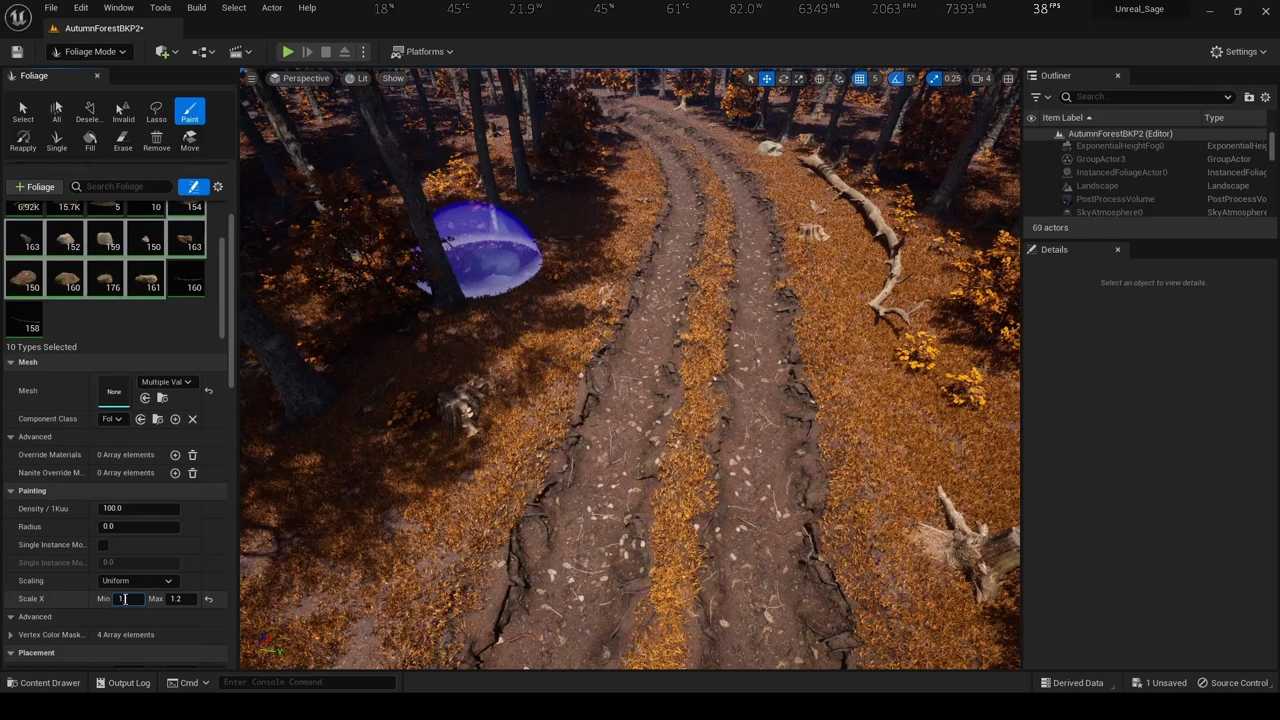 File Edit Window Tools Build Select Actor Help
18% 45°C 21.9W 45% 61°C 82.0W 6349MB 2063RPM 7393MB 38FPS
Unreal_Sage
AutumnForestBKP2•
Foliage Mode
Platforms
Settings
Foliage
Perspective Lit Show
5 5° 0.25 4
Outliner
Select All Desele... Invalid Lasso Paint
Search...
Item Label Type
Reapply Single Fill Erase Remove Move
AutumnForestBKP2 (Editor)
ExponentialHeightFog0 ExponentialHeig
GroupActor3 GroupActor
InstancedFoliageActor0 InstancedFoliag
+ Foliage Search Foliage
Landscape Landscape
PostProcessVolume PostProcessVo
SkyAtmosphere0 SkyAtmosphere
6.92K 15.7K 5 10 154
69 actors
163 152 159 150 163
Details
150 160 176 161 160
Select an object to view details.
158
10 Types Selected
Mesh
Mesh None Multiple Val
Component Class Fol
Advanced
Override Materials 0 Array elements
Nanite Override M... 0 Array elements
Painting
Density / 1Kuu 100.0
Radius 0.0
Single Instance Mo...
Single Instance Mo... 0.0
Scaling Uniform
Scale X Min 1 Max 1.2
Advanced
Vertex Color Mask... 4 Array elements
Placement
Content Drawer Output Log Cmd Enter Console Command
Derived Data 1 Unsaved Source Control